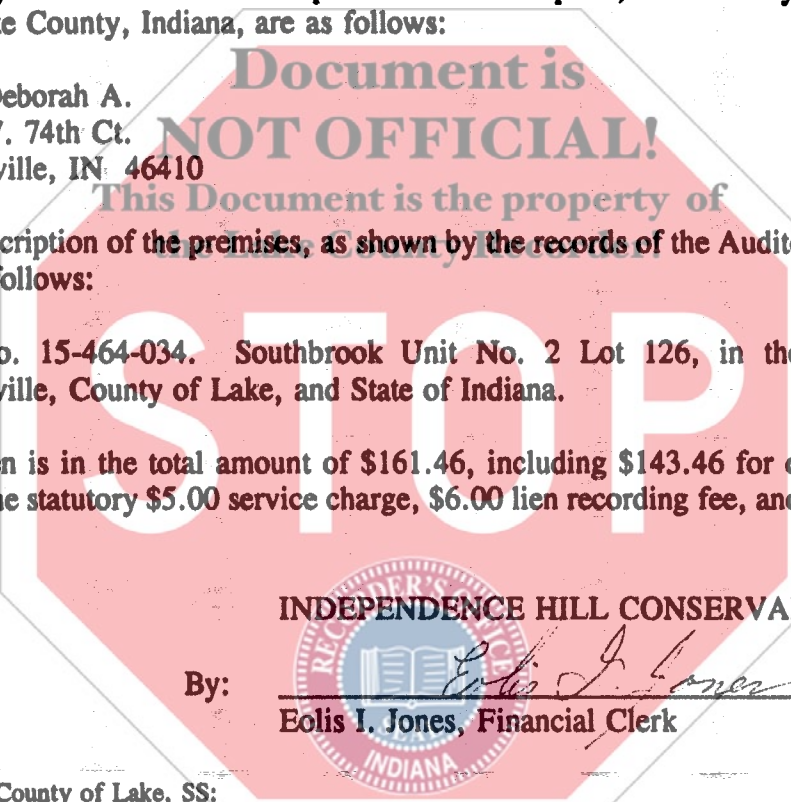 te County, Indiana, are as follows:
Document is
eborah A.
. 74th Ct.
NOT OFFICIAL!
ville, IN 46410
This Document is the property of
the Lake County Recorder!
cription of the premises, as shown by the records of the Audit
ollows:
o. 15-464-034. Southbrook Unit No. 2 Lot 126, in the
ville, County of Lake, and State of Indiana.
STOP
n is in the total amount of $161.46, including $143.46 for
he statutory $5.00 service charge, $6.00 lien recording fee, and
INDEPENDENCE HILL CONSERVA
RECORDER'S OFFICE
SEAL
INDIANA
By: Eolis I. Jones
Eolis I. Jones, Financial Clerk
County of Lake, SS: